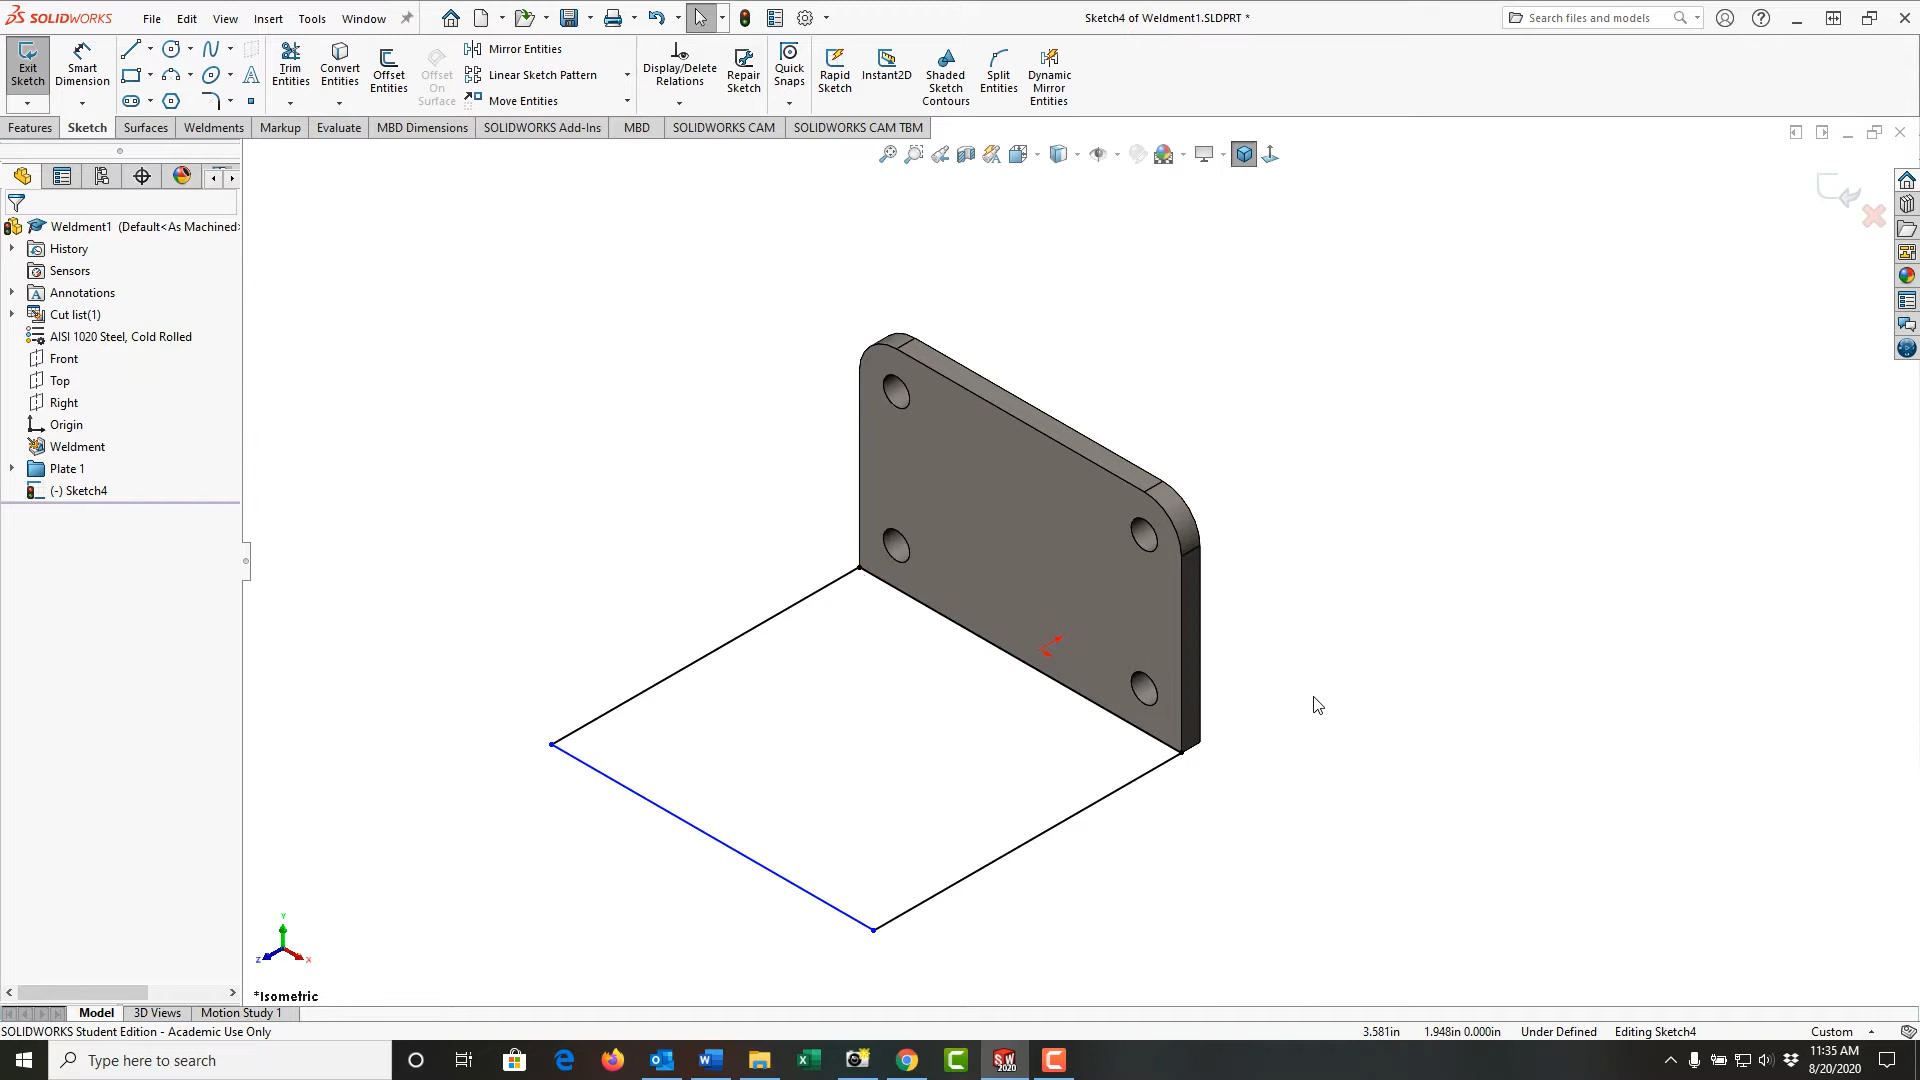 SOLIDWORKS File Edit View Insert Tools Window
Sketch4 of Weldment1.SLDPRT *
Search files and models
Exit Sketch
Smart Dimension
Trim Entities
Convert Entities
Offset Entities
Offset On Surface
Mirror Entities
Linear Sketch Pattern
Move Entities
Display/Delete Relations
Repair Sketch
Quick Snaps
Rapid Sketch
Instant2D
Shaded Sketch Contours
Split Entities
Dynamic Mirror Entities
Features Sketch Surfaces Weldments Markup Evaluate MBD Dimensions SOLIDWORKS Add-Ins MBD SOLIDWORKS CAM SOLIDWORKS CAM TBM
Weldment1 (Default<As Machined>
History
Sensors
Annotations
Cut list(1)
AISI 1020 Steel, Cold Rolled
Front
Top
Right
Origin
Weldment
Plate 1
(-) Sketch4
Y
Z
X
*Isometric
Model 3D Views Motion Study 1
SOLIDWORKS Student Edition - Academic Use Only
3.581in 1.948in 0.000in Under Defined Editing Sketch4 Custom
Type here to search
SW
2020
11:35 AM
8/20/2020